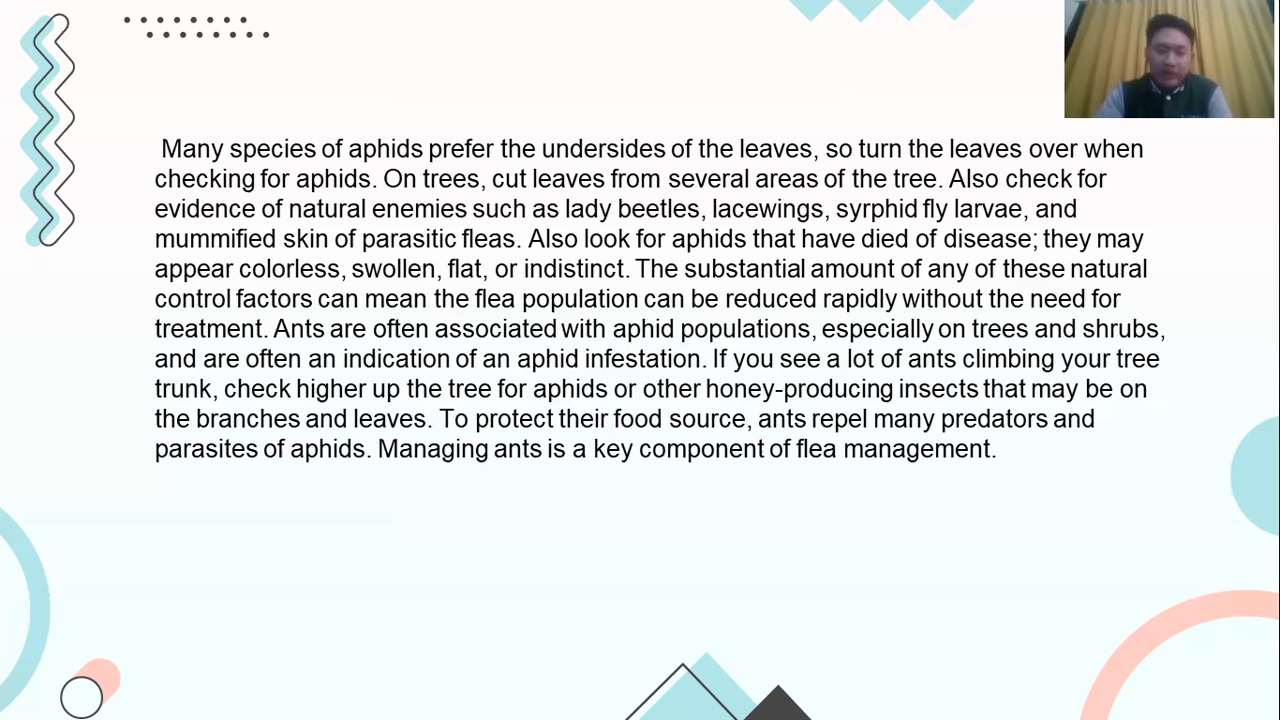 Many species of aphids prefer the undersides of the leaves, so turn the leaves over when
checking for aphids. On trees, cut leaves from several areas of the tree. Also check for
evidence of natural enemies such as lady beetles, lacewings, syrphid fly larvae, and
mummified skin of parasitic fleas. Also look for aphids that have died of disease; they may
appear colorless, swollen, flat, or indistinct. The substantial amount of any of these natural
control factors can mean the flea population can be reduced rapidly without the need for
treatment. Ants are often associated with aphid populations, especially on trees and shrubs,
and are often an indication of an aphid infestation. If you see a lot of ants climbing your tree
trunk, check higher up the tree for aphids or other honey-producing insects that may be on
the branches and leaves. To protect their food source, ants repel many predators and
parasites of aphids. Managing ants is a key component of flea management.